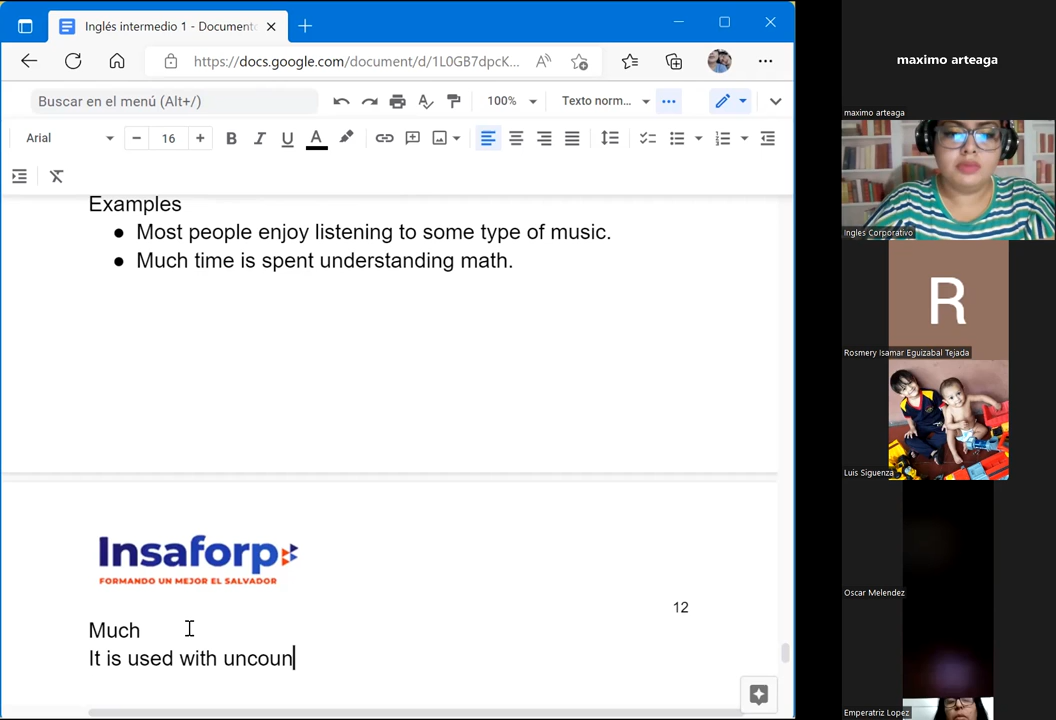 Inglés intermedio 1 - Document
https://docs.google.com/document/d/1L0GB7dpcK...
Buscar en el menú (Alt+/)
100%
Texto norm...
Arial
16
Examples
Most people enjoy listening to some type of music.
Much time is spent understanding math.
Insaforp
FORMANDO UN MEJOR EL SALVADOR
12
Much
It is used with uncoun
maximo arteaga
maximo arteaga
Ingles Corporativo
R
Rosmery Isamar Eguizabal Tejada
Luis Siguenza
Oscar Melendez
Emperatriz Lopez